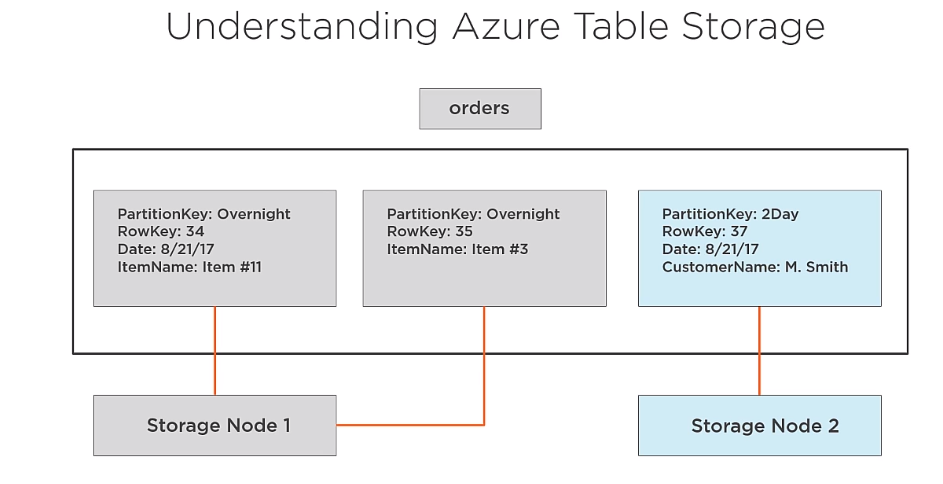 Understanding Azure Table Storage
orders
PartitionKey: Overnight
RowKey: 34
Date: 8/21/17
ItemName: Item #11
PartitionKey: Overnight
RowKey: 35
ItemName: Item #3
PartitionKey: 2Day
RowKey: 37
Date: 8/21/17
CustomerName: M. Smith
Storage Node 1
Storage Node 2